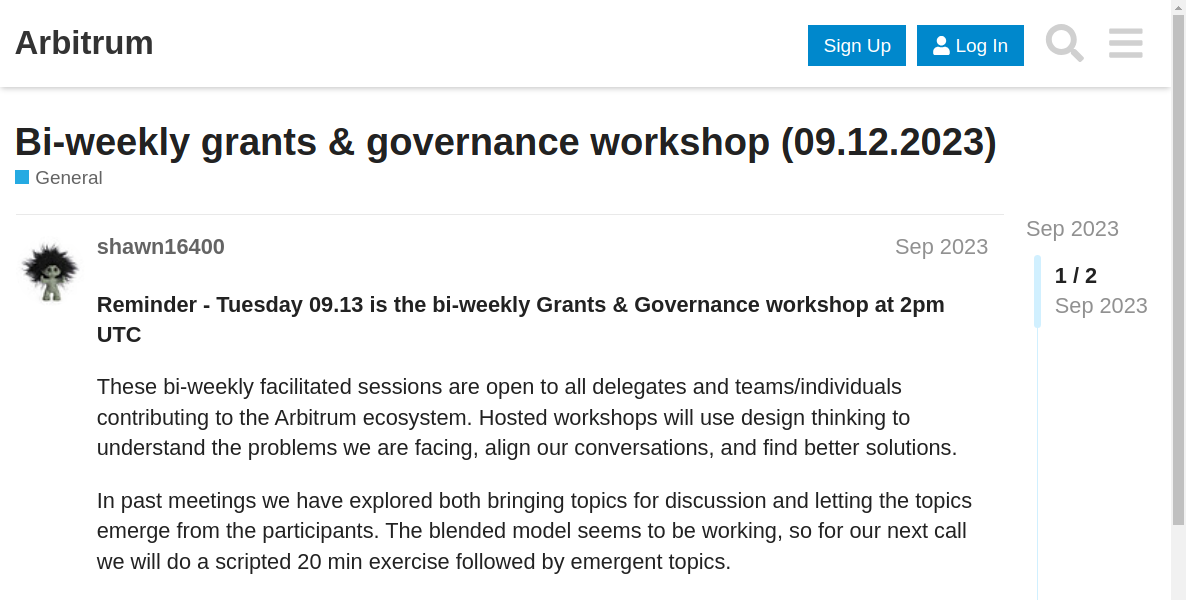 Arbitrum
Sign Up
Log In
Bi-weekly grants & governance workshop (09.12.2023)
General
shawn16400
Sep 2023
Reminder - Tuesday 09.13 is the bi-weekly Grants & Governance workshop at 2pm
UTC
These bi-weekly facilitated sessions are open to all delegates and teams/individuals
contributing to the Arbitrum ecosystem. Hosted workshops will use design thinking to
understand the problems we are facing, align our conversations, and find better solutions.
In past meetings we have explored both bringing topics for discussion and letting the topics
emerge from the participants. The blended model seems to be working, so for our next call
we will do a scripted 20 min exercise followed by emergent topics.
Sep 2023
1 / 2
Sep 2023